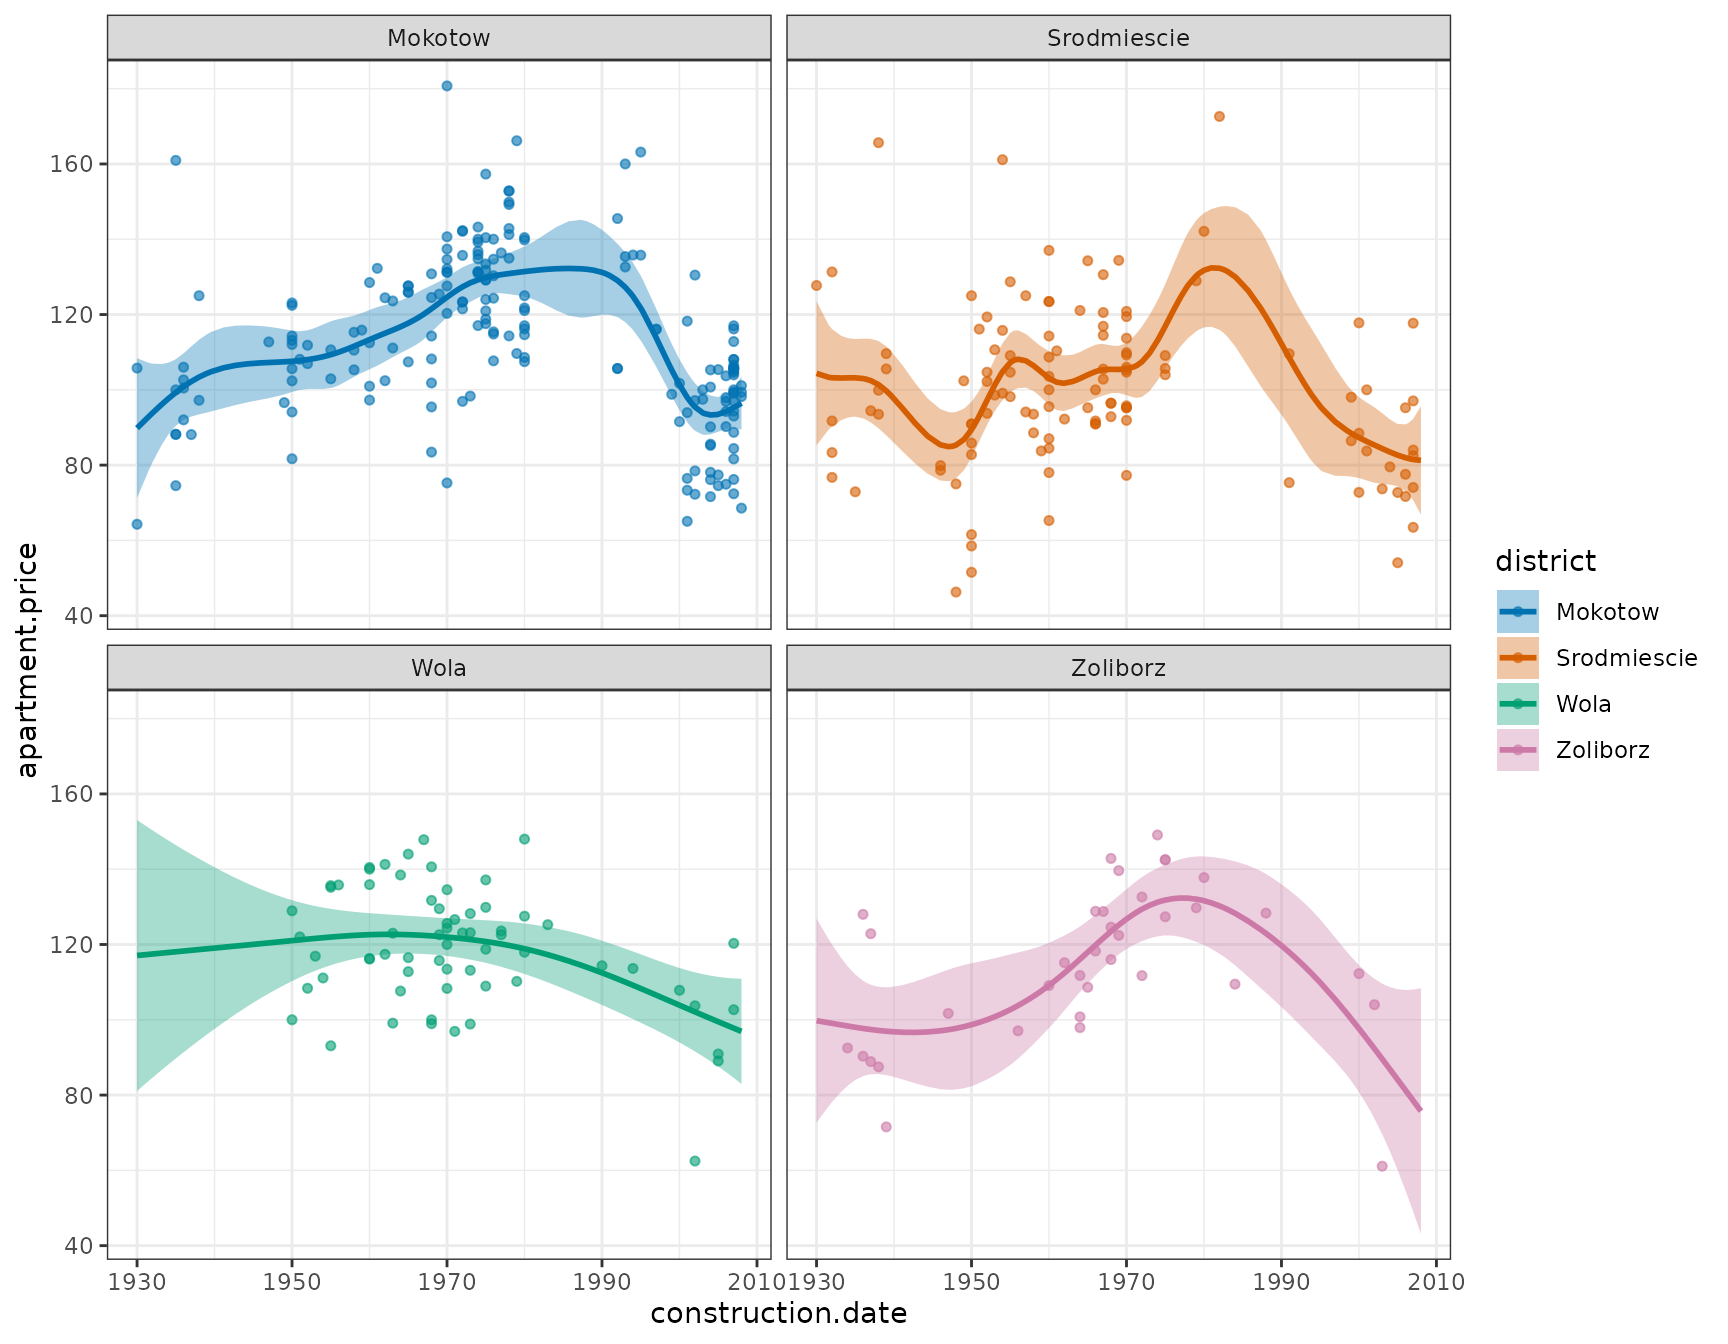 Mokotow
Srodmiescie
160
120
80
40
Wola
Zoliborz
160
120
80
40
1930 1950 1970 1990 2010
1930 1950 1970 1990 2010
construction.date
apartment.price
district
Mokotow
Srodmiescie
Wola
Zoliborz